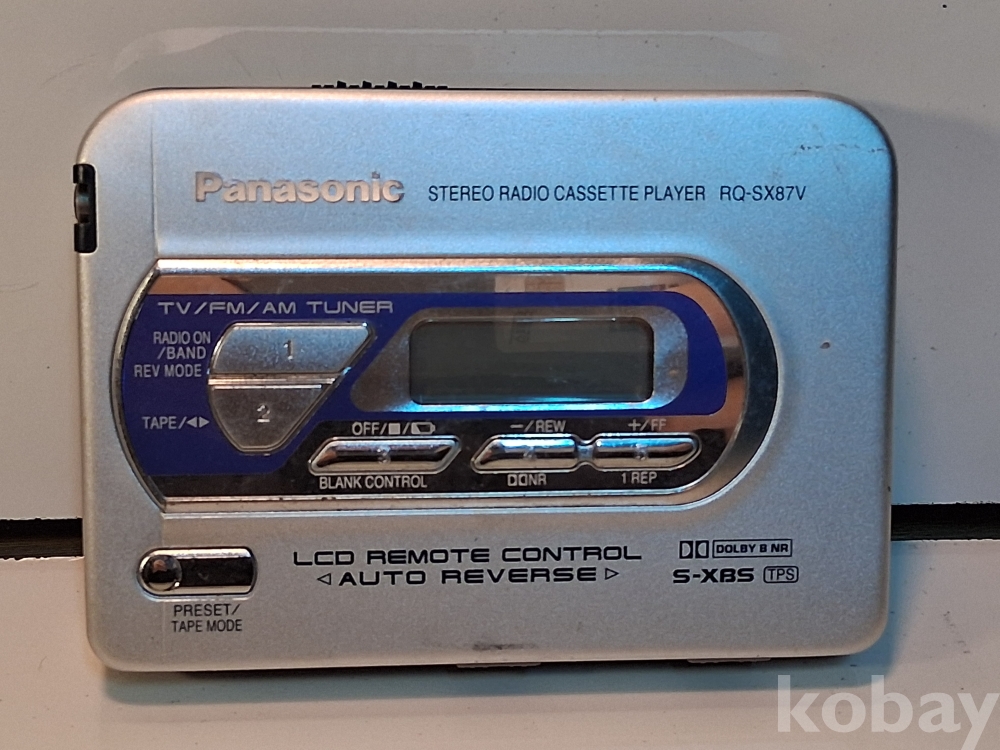 Panasonic STEREO RADIO CASSETTE PLAYER RQ-SX87V
TV/FM/AM TUNER
RADIO ON
/BAND
REV MODE
1
TAPE/◀▶
2
OFF/■/
−/REW
+/FF
3
4
5
BLANK CONTROL
NR
1 REP
LCD REMOTE CONTROL
◁ AUTO REVERSE ▷
DOLBY B NR
S-XBS TPS
PRESET/
TAPE MODE
kobay